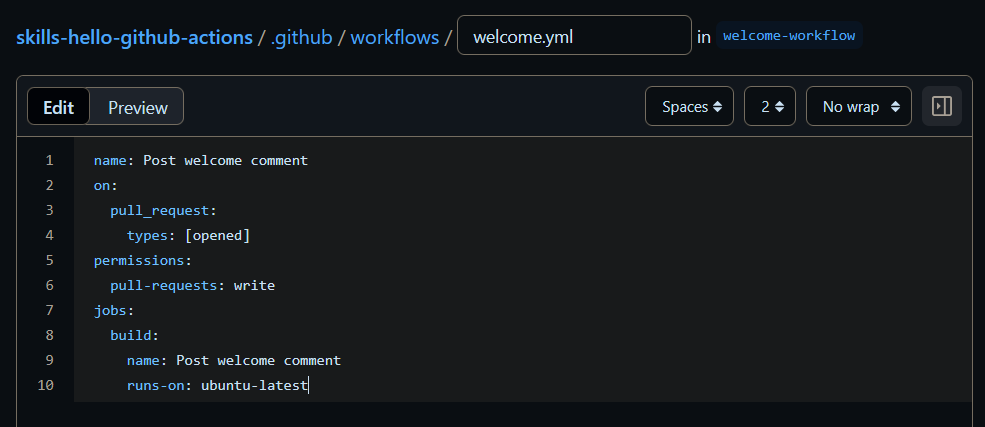 skills-hello-github-actions / .github / workflows / welcome.yml in welcome-workflow
Edit Preview Spaces 2 No wrap
1 name: Post welcome comment
2 on:
3   pull_request:
4     types: [opened]
5 permissions:
6   pull-requests: write
7 jobs:
8   build:
9     name: Post welcome comment
10     runs-on: ubuntu-latest